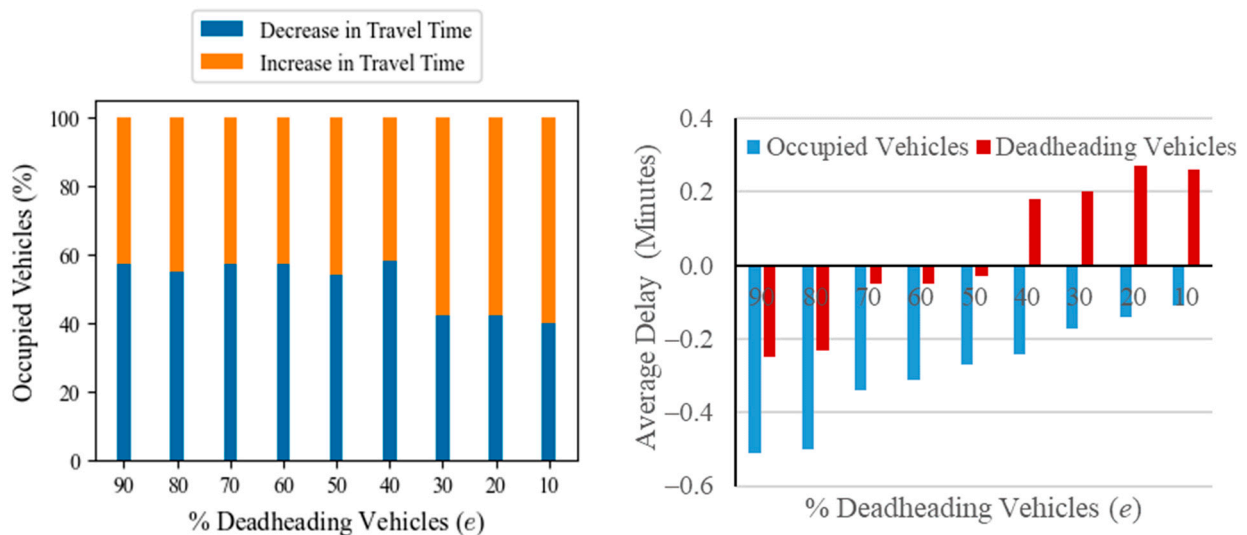 Decrease in Travel Time
Increase in Travel Time
Occupied Vehicles (%)
100
80
60
40
20
0
90 80 70 60 50 40 30 20 10
% Deadheading Vehicles (e)
Occupied Vehicles Deadheading Vehicles
Average Delay (Minutes)
0.4
0.2
0.0
−0.2
−0.4
−0.6
90 80 70 60 50 40 30 20 10
% Deadheading Vehicles (e)